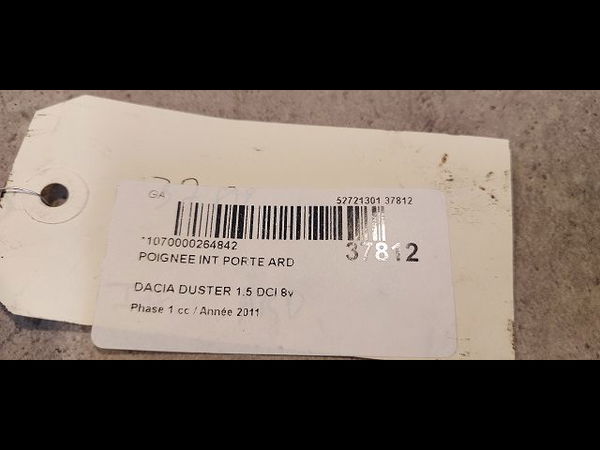 GA
52721301 37812
*1070000264842
37812
POIGNEE INT PORTE ARD
DACIA DUSTER 1.5 DCI 8v
Phase 1 cc / Année 2011